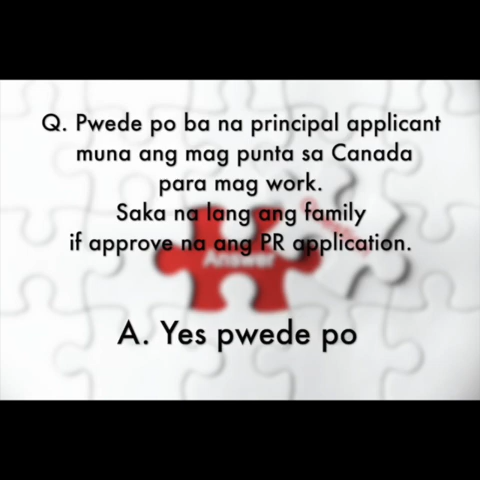 Q. Pwede po ba na principal applicant
muna ang mag punta sa Canada
para mag work.
Saka na lang ang family
if approve na ang PR application.
Answer
A. Yes pwede po